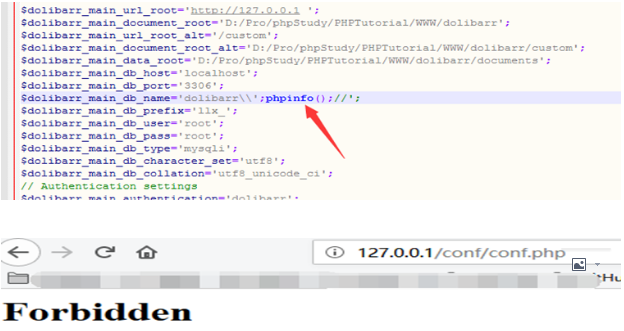 $dolibarr_main_url_root='http://127.0.0.1 ';
$dolibarr_main_document_root='D:/Pro/phpStudy/PHPTutorial/WWW/dolibarr';
$dolibarr_main_url_root_alt='/custom';
$dolibarr_main_document_root_alt='D:/Pro/phpStudy/PHPTutorial/WWW/dolibarr/custom';
$dolibarr_main_data_root='D:/Pro/phpStudy/PHPTutorial/WWW/dolibarr/documents';
$dolibarr_main_db_host='localhost';
$dolibarr_main_db_port='3306';
$dolibarr_main_db_name='dolibarr\\';phpinfo();//';
$dolibarr_main_db_prefix='llx_';
$dolibarr_main_db_user='root';
$dolibarr_main_db_pass='root';
$dolibarr_main_db_type='mysqli';
$dolibarr_main_db_character_set='utf8';
$dolibarr_main_db_collation='utf8_unicode_ci';
// Authentication settings
$dolibarr_main_authentication='dolibarr';
127.0.0.1/conf/conf.php
Forbidden